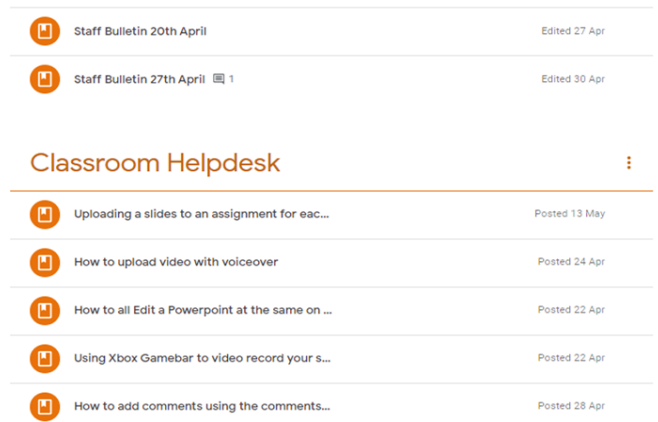 Staff Bulletin 20th April Edited 27 Apr
Staff Bulletin 27th April 1 Edited 30 Apr
Classroom Helpdesk
Uploading a slides to an assignment for eac... Posted 13 May
How to upload video with voiceover Posted 24 Apr
How to all Edit a Powerpoint at the same on ... Posted 22 Apr
Using Xbox Gamebar to video record your s... Posted 22 Apr
How to add comments using the comments... Posted 28 Apr